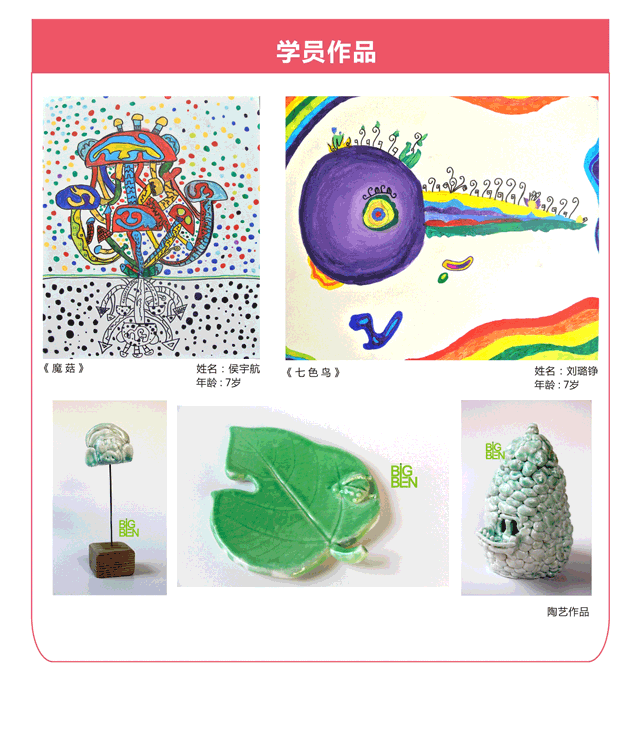 学员作品
《 魔 菇 》
姓名：侯宇航
年龄 : 7岁
《 七 色 鸟 》
姓名：刘璐铮
年龄 : 7岁
BIG
BEN
BIG
BEN
BIG
BEN
陶艺作品